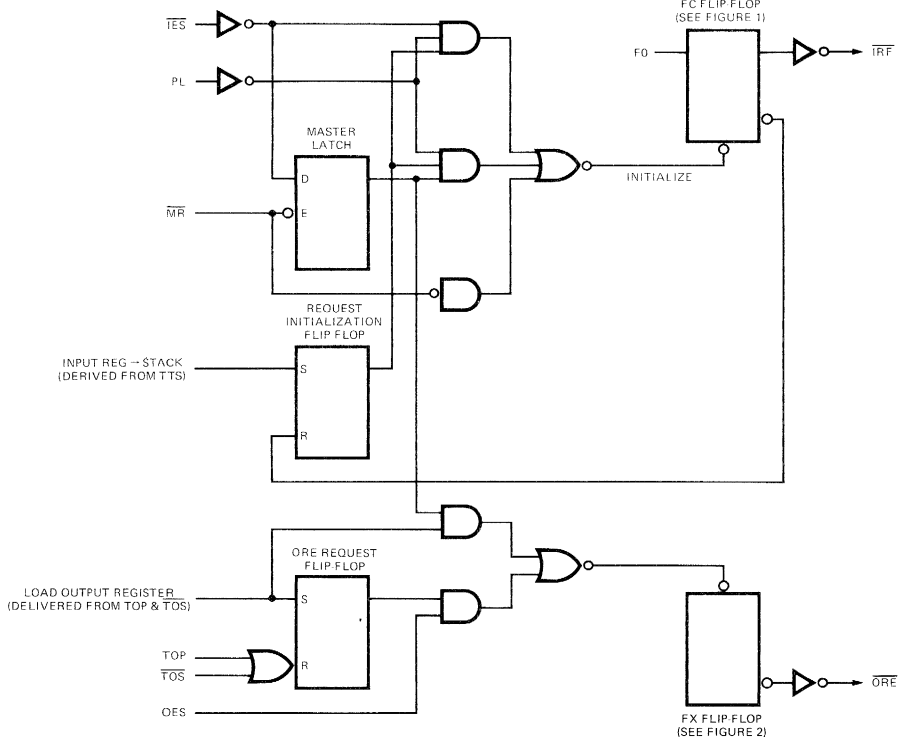 FC FLIP-FLOP
(SEE FIGURE 1)
IES
F0
IRF
PL
MASTER
LATCH
D
INITIALIZE
MR
E
REQUEST
INITIALIZATION
FLIP FLOP
INPUT REG → STACK
(DERIVED FROM TTS)
S
R
ORE REQUEST
FLIP-FLOP
LOAD OUTPUT REGISTER
(DELIVERED FROM TOP & TOS)
S
TOP
TOS
R
ORE
OES
FX FLIP-FLOP
(SEE FIGURE 2)